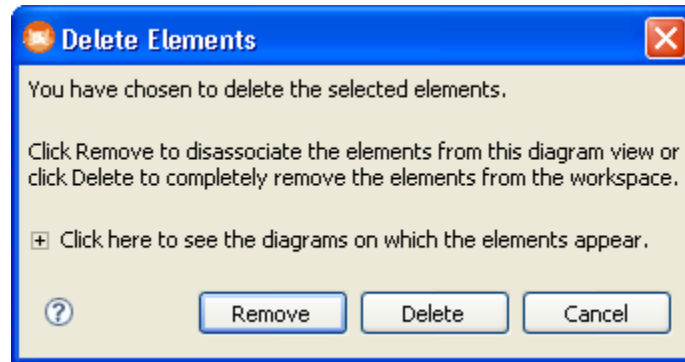 Delete Elements
You have chosen to delete the selected elements.
Click Remove to disassociate the elements from this diagram view or
click Delete to completely remove the elements from the workspace.
Click here to see the diagrams on which the elements appear.
Remove Delete Cancel